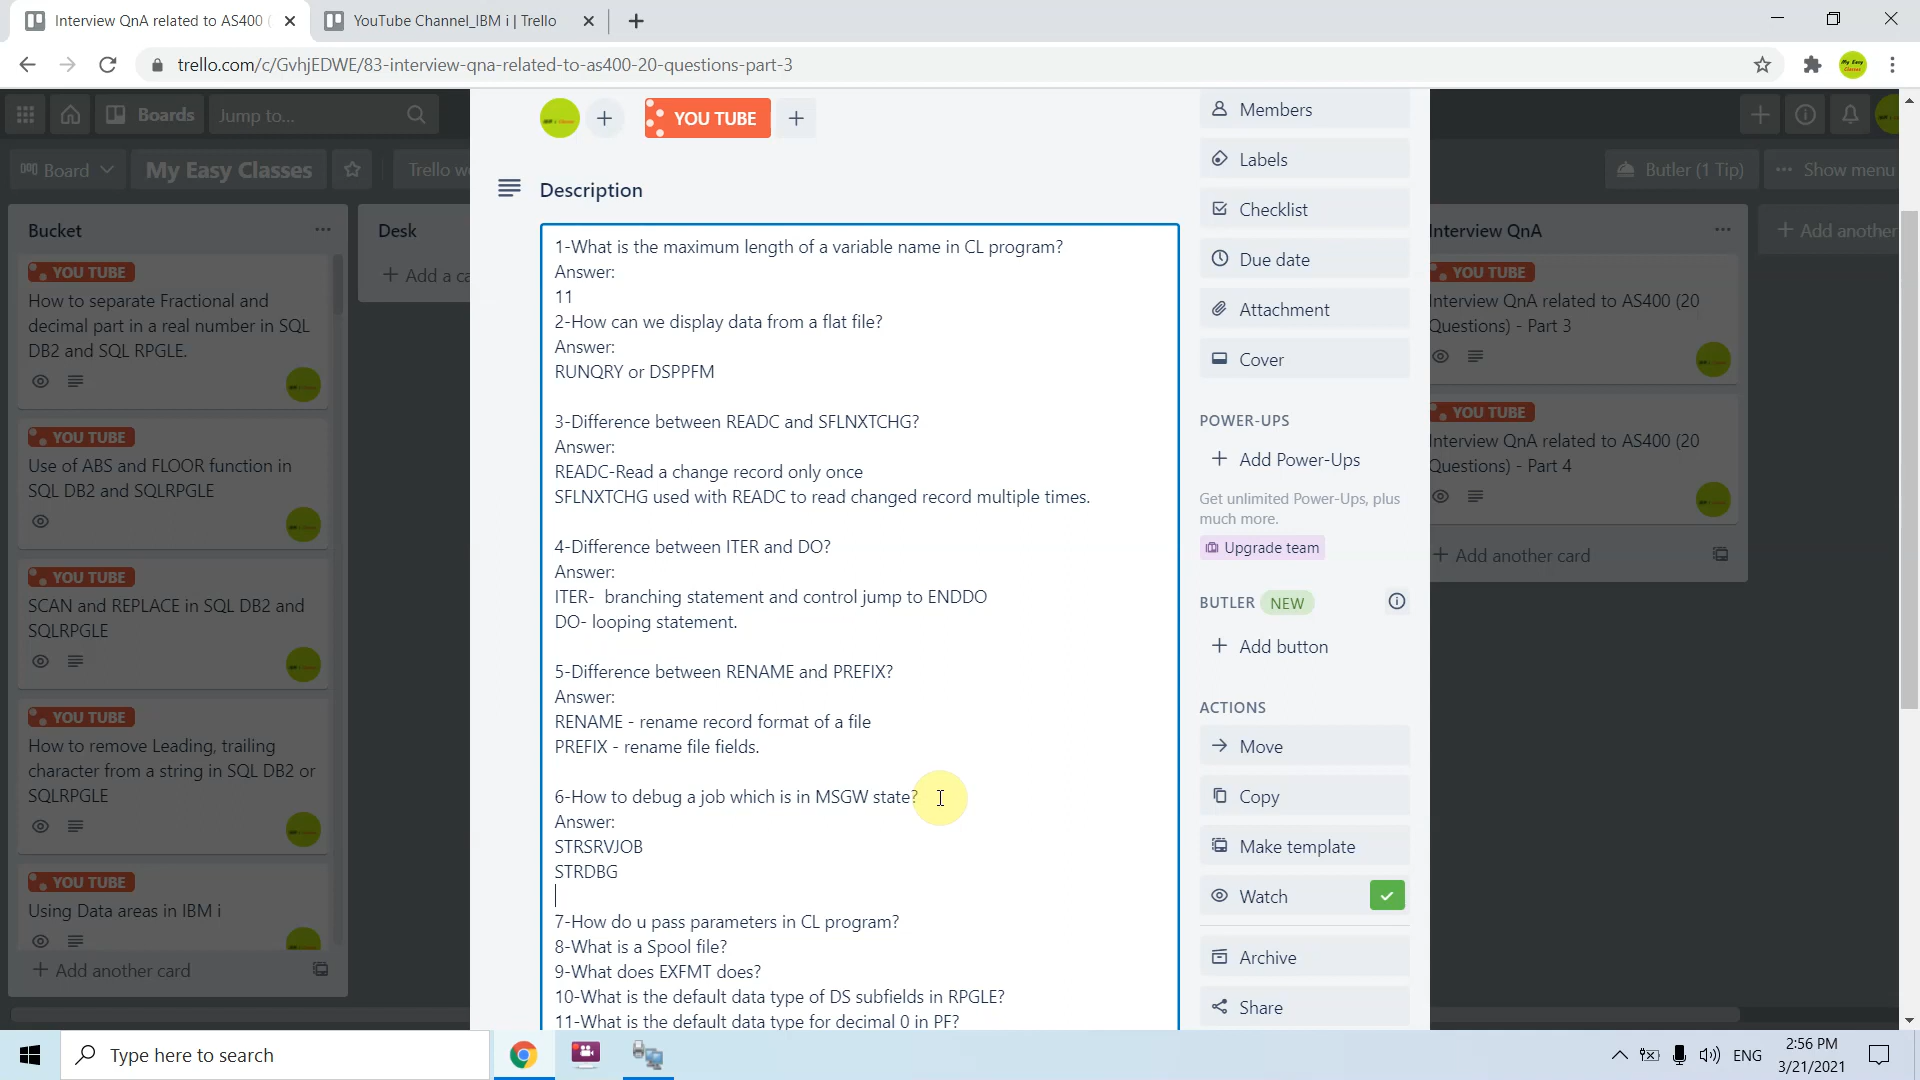 Interview QnA related to AS400 (
YouTube Channel_IBM i | Trello
trello.com/c/GvhjEDWE/83-interview-qna-related-to-as400-20-questions-part-3
Boards
Jump to...
Board
My Easy Classes
Trello
Butler (1 Tip)
Show menu
Bucket
YOU TUBE
How to separate Fractional and
decimal part in a real number in SQL
DB2 and SQL RPGLE.
YOU TUBE
Use of ABS and FLOOR function in
SQL DB2 and SQLRPGLE
YOU TUBE
SCAN and REPLACE in SQL DB2 and
SQLRPGLE
YOU TUBE
How to remove Leading, trailing
character from a string in SQL DB2 or
SQLRPGLE
YOU TUBE
Using Data areas in IBM i
+ Add another card
Desk
+ Add a ca
YOU TUBE
Description
1-What is the maximum length of a variable name in CL program?
Answer:
11
2-How can we display data from a flat file?
Answer:
RUNQRY or DSPPFM
3-Difference between READC and SFLNXTCHG?
Answer:
READC-Read a change record only once
SFLNXTCHG used with READC to read changed record multiple times.
4-Difference between ITER and DO?
Answer:
ITER-  branching statement and control jump to ENDDO
DO- looping statement.
5-Difference between RENAME and PREFIX?
Answer:
RENAME - rename record format of a file
PREFIX - rename file fields.
6-How to debug a job which is in MSGW state?
Answer:
STRSRVJOB
STRDBG
7-How do u pass parameters in CL program?
8-What is a Spool file?
9-What does EXFMT does?
10-What is the default data type of DS subfields in RPGLE?
11-What is the default data type for decimal 0 in PF?
Members
Labels
Checklist
Due date
Attachment
Cover
POWER-UPS
+ Add Power-Ups
Get unlimited Power-Ups, plus
much more.
Upgrade team
BUTLER NEW
+ Add button
ACTIONS
Move
Copy
Make template
Watch
Archive
Share
Interview QnA
YOU TUBE
Interview QnA related to AS400 (20
Questions) - Part 3
YOU TUBE
Interview QnA related to AS400 (20
Questions) - Part 4
+ Add another card
+ Add another
Type here to search
ENG
2:56 PM
3/21/2021